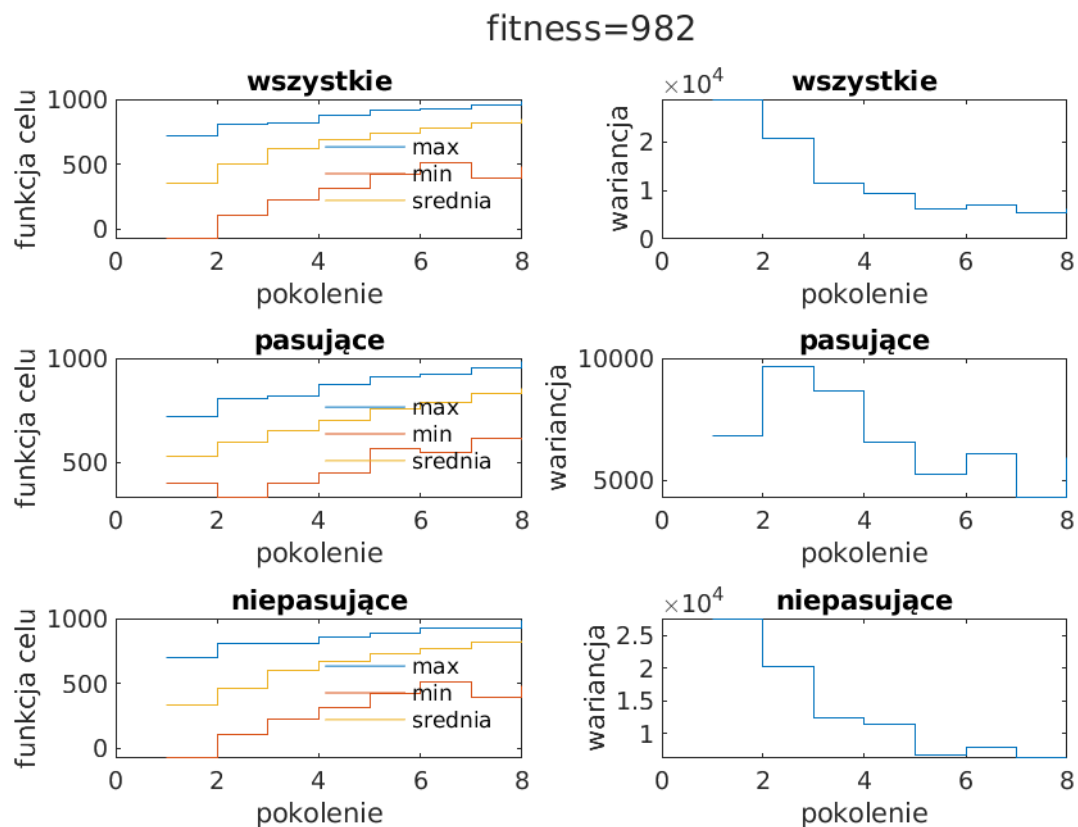 fitness=982
wszystkie
funkcja celu
1000
500
0
max
min
srednia
0 2 4 6 8
pokolenie
wszystkie
×10⁴
wariancja
2
1
0
0 2 4 6 8
pokolenie
pasujące
funkcja celu
1000
500
max
min
srednia
0 2 4 6 8
pokolenie
pasujące
wariancja
10000
5000
0 2 4 6 8
pokolenie
niepasujące
funkcja celu
1000
500
0
max
min
srednia
0 2 4 6 8
pokolenie
niepasujące
×10⁴
wariancja
2.5
2
1.5
1
0 2 4 6 8
pokolenie